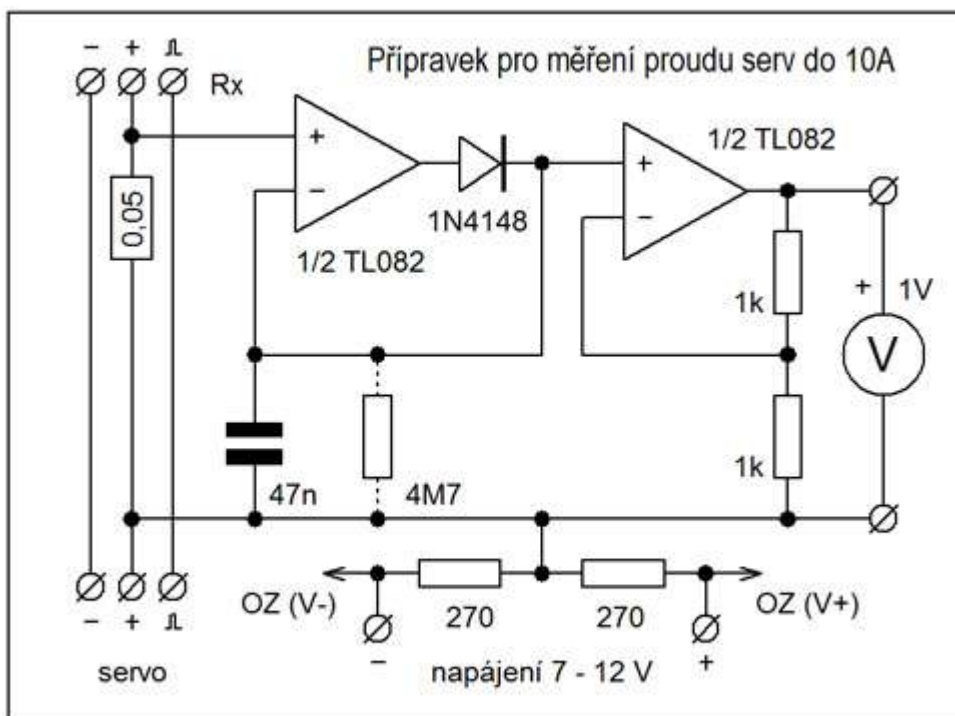 Přípravek pro měření proudu serv do 10A
− + ⎍
Rx
+
−
1/2 TL082
1N4148
+
−
1/2 TL082
0,05
1k
+ 1V
V
1k
47n
4M7
OZ (V-)
270
270
OZ (V+)
− + ⎍
−
+
servo
napájení 7 - 12 V